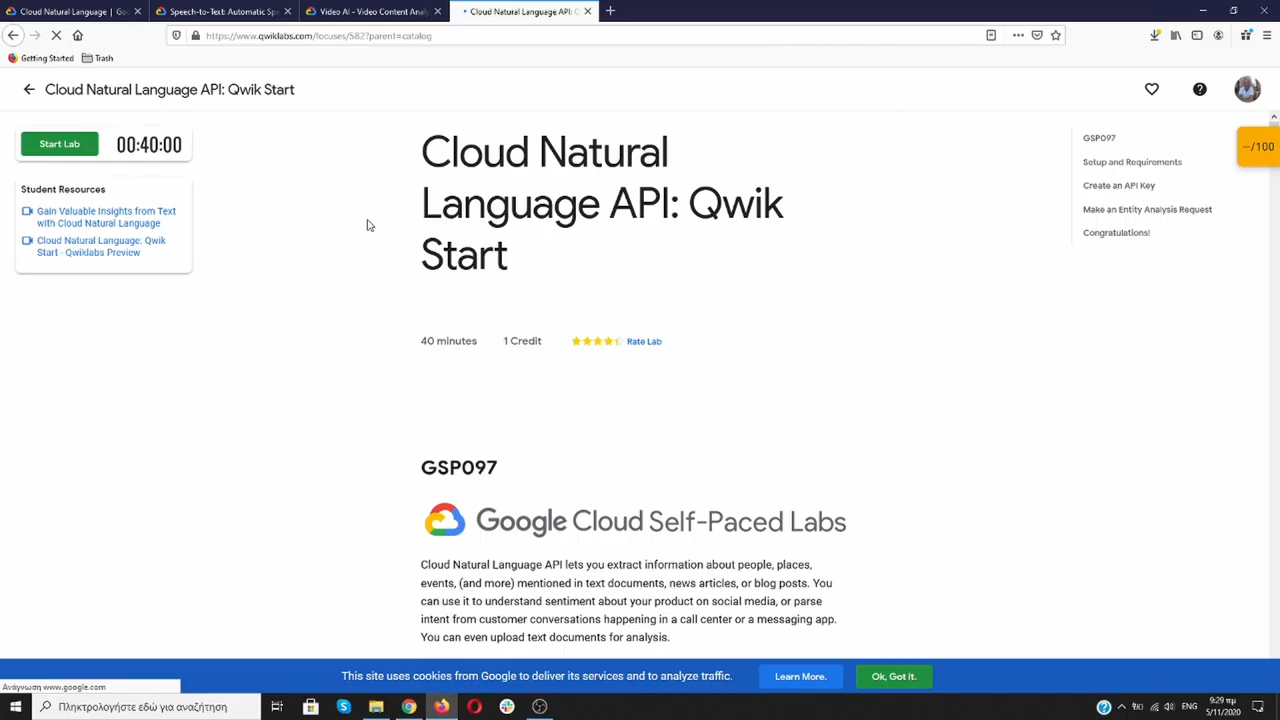 Cloud Natural Language | Goo
Speech-to-Text: Automatic Spe
Video AI - Video Content Analy
Cloud Natural Language API: Q
https://www.qwiklabs.com/focuses/582?parent=catalog
Getting Started
Trash
Cloud Natural Language API: Qwik Start
Start Lab
00:40:00
Student Resources
Gain Valuable Insights from Text
with Cloud Natural Language
Cloud Natural Language: Qwik
Start - Qwiklabs Preview
Cloud Natural
Language API: Qwik
Start
40 minutes
1 Credit
Rate Lab
GSP097
Setup and Requirements
Create an API Key
Make an Entity Analysis Request
Congratulations!
--/100
GSP097
Google Cloud Self-Paced Labs
Cloud Natural Language API lets you extract information about people, places,
events, (and more) mentioned in text documents, news articles, or blog posts. You
can use it to understand sentiment about your product on social media, or parse
intent from customer conversations happening in a call center or a messaging app.
You can even upload text documents for analysis.
This site uses cookies from Google to deliver its services and to analyze traffic.
Learn More.
Ok, Got it.
Ανάγνωση www.google.com
Πληκτρολογήστε εδώ για αναζήτηση
9:29 πμ
5/11/2020